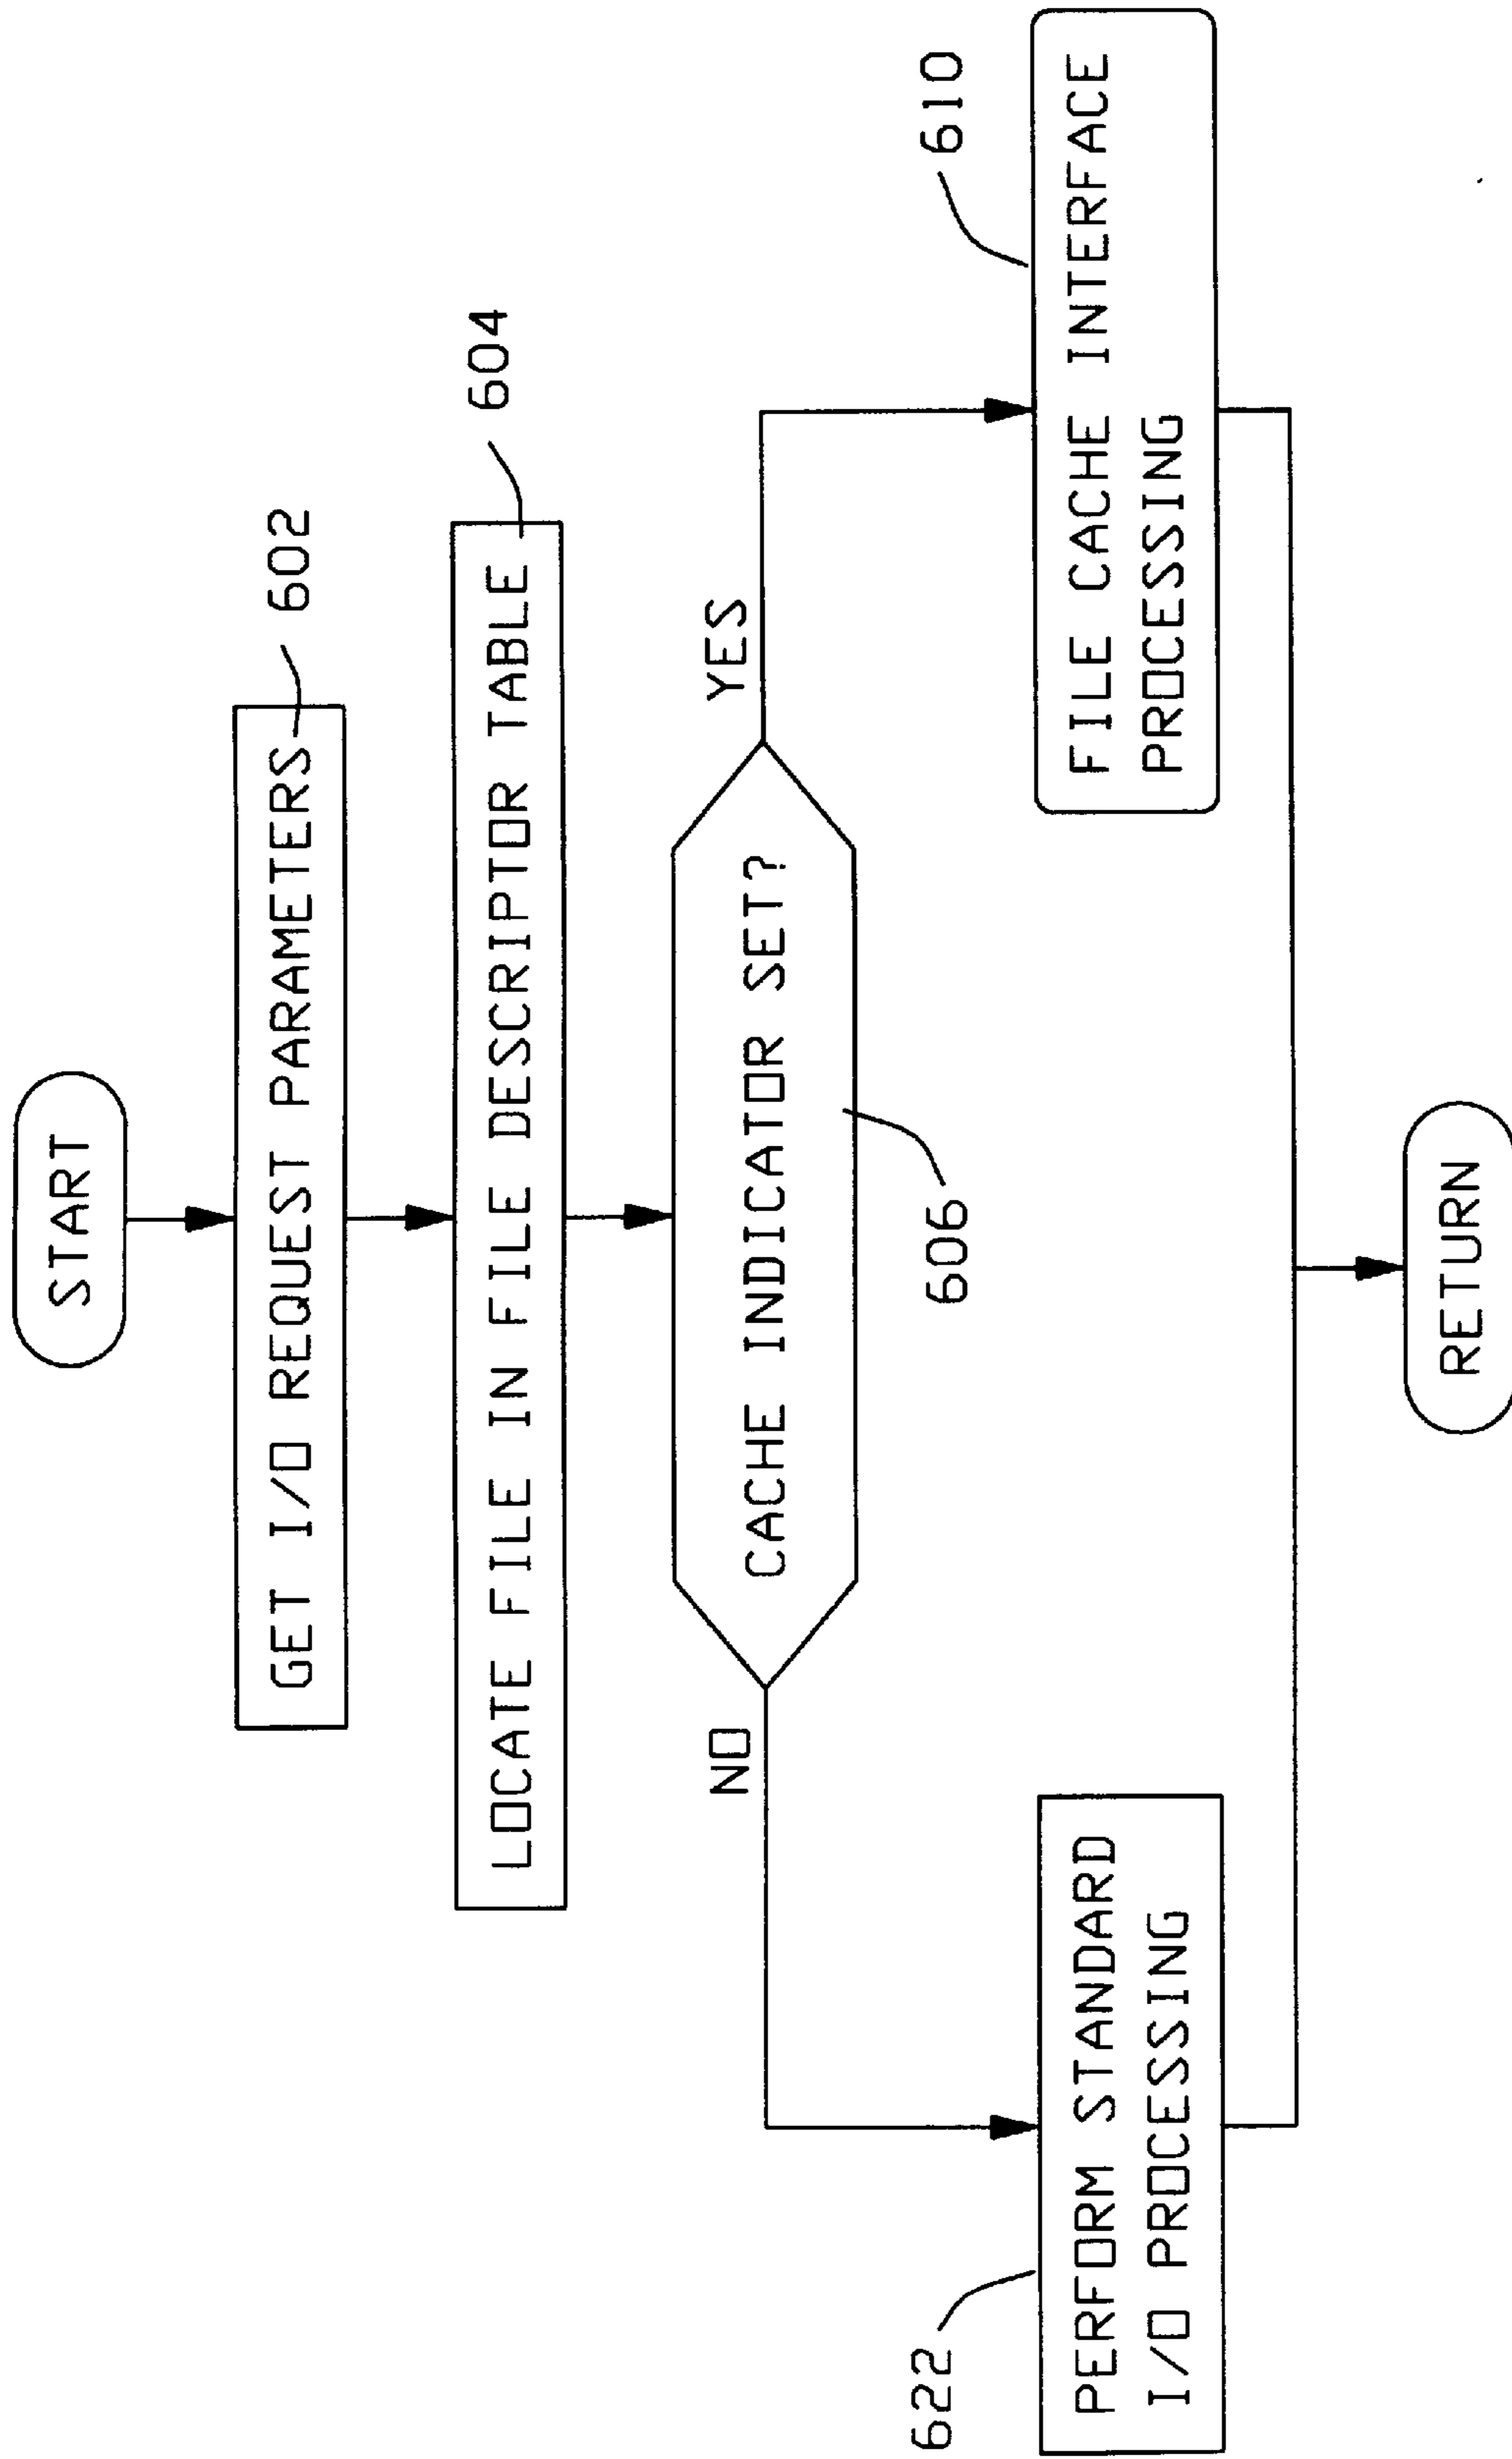 START
GET I/O REQUEST PARAMETERS
602
LOCATE FILE IN FILE DESCRIPTOR TABLE
604
CACHE INDICATOR SET?
606
NO
YES
622
PERFORM STANDARD
I/O PROCESSING
610
FILE CACHE INTERFACE
PROCESSING
RETURN